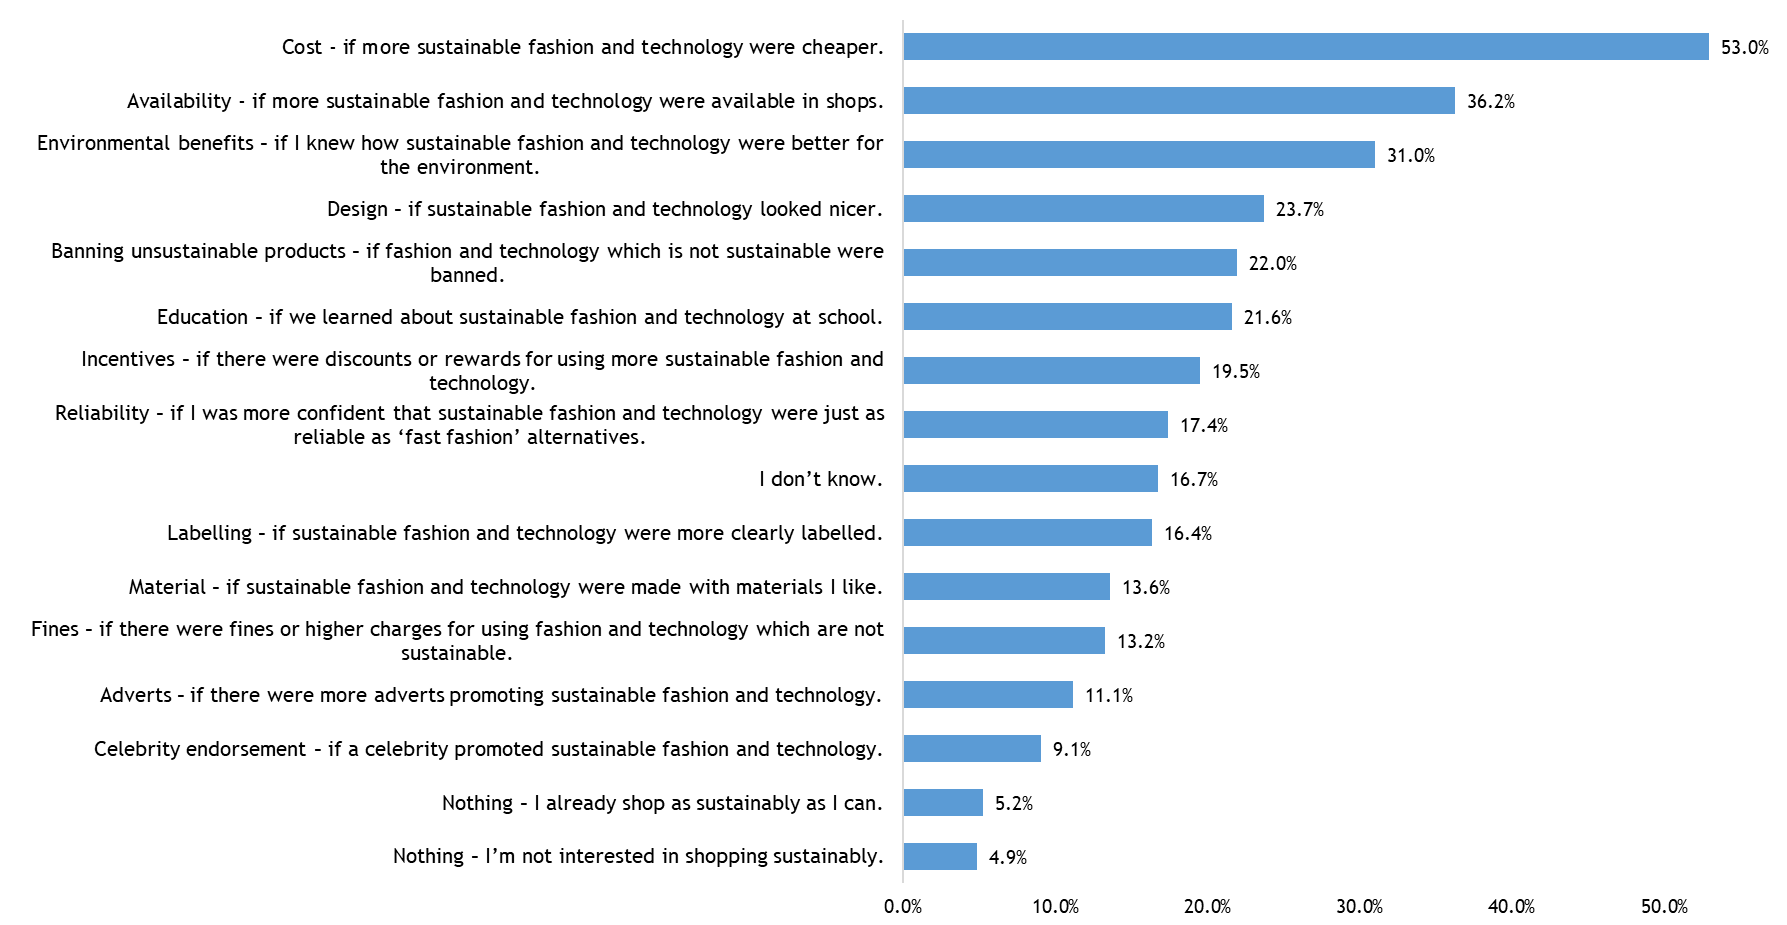 Cost - if more sustainable fashion and technology were cheaper.
53.0%
Availability - if more sustainable fashion and technology were available in shops.
36.2%
Environmental benefits – if I knew how sustainable fashion and technology were better for
the environment.
31.0%
Design – if sustainable fashion and technology looked nicer.
23.7%
Banning unsustainable products – if fashion and technology which is not sustainable were
banned.
22.0%
Education – if we learned about sustainable fashion and technology at school.
21.6%
Incentives – if there were discounts or rewards for using more sustainable fashion and
technology.
19.5%
Reliability – if I was more confident that sustainable fashion and technology were just as
reliable as ‘fast fashion’ alternatives.
17.4%
I don’t know.
16.7%
Labelling – if sustainable fashion and technology were more clearly labelled.
16.4%
Material – if sustainable fashion and technology were made with materials I like.
13.6%
Fines – if there were fines or higher charges for using fashion and technology which are not
sustainable.
13.2%
Adverts – if there were more adverts promoting sustainable fashion and technology.
11.1%
Celebrity endorsement – if a celebrity promoted sustainable fashion and technology.
9.1%
Nothing – I already shop as sustainably as I can.
5.2%
Nothing – I’m not interested in shopping sustainably.
4.9%
0.0% 10.0% 20.0% 30.0% 40.0% 50.0%